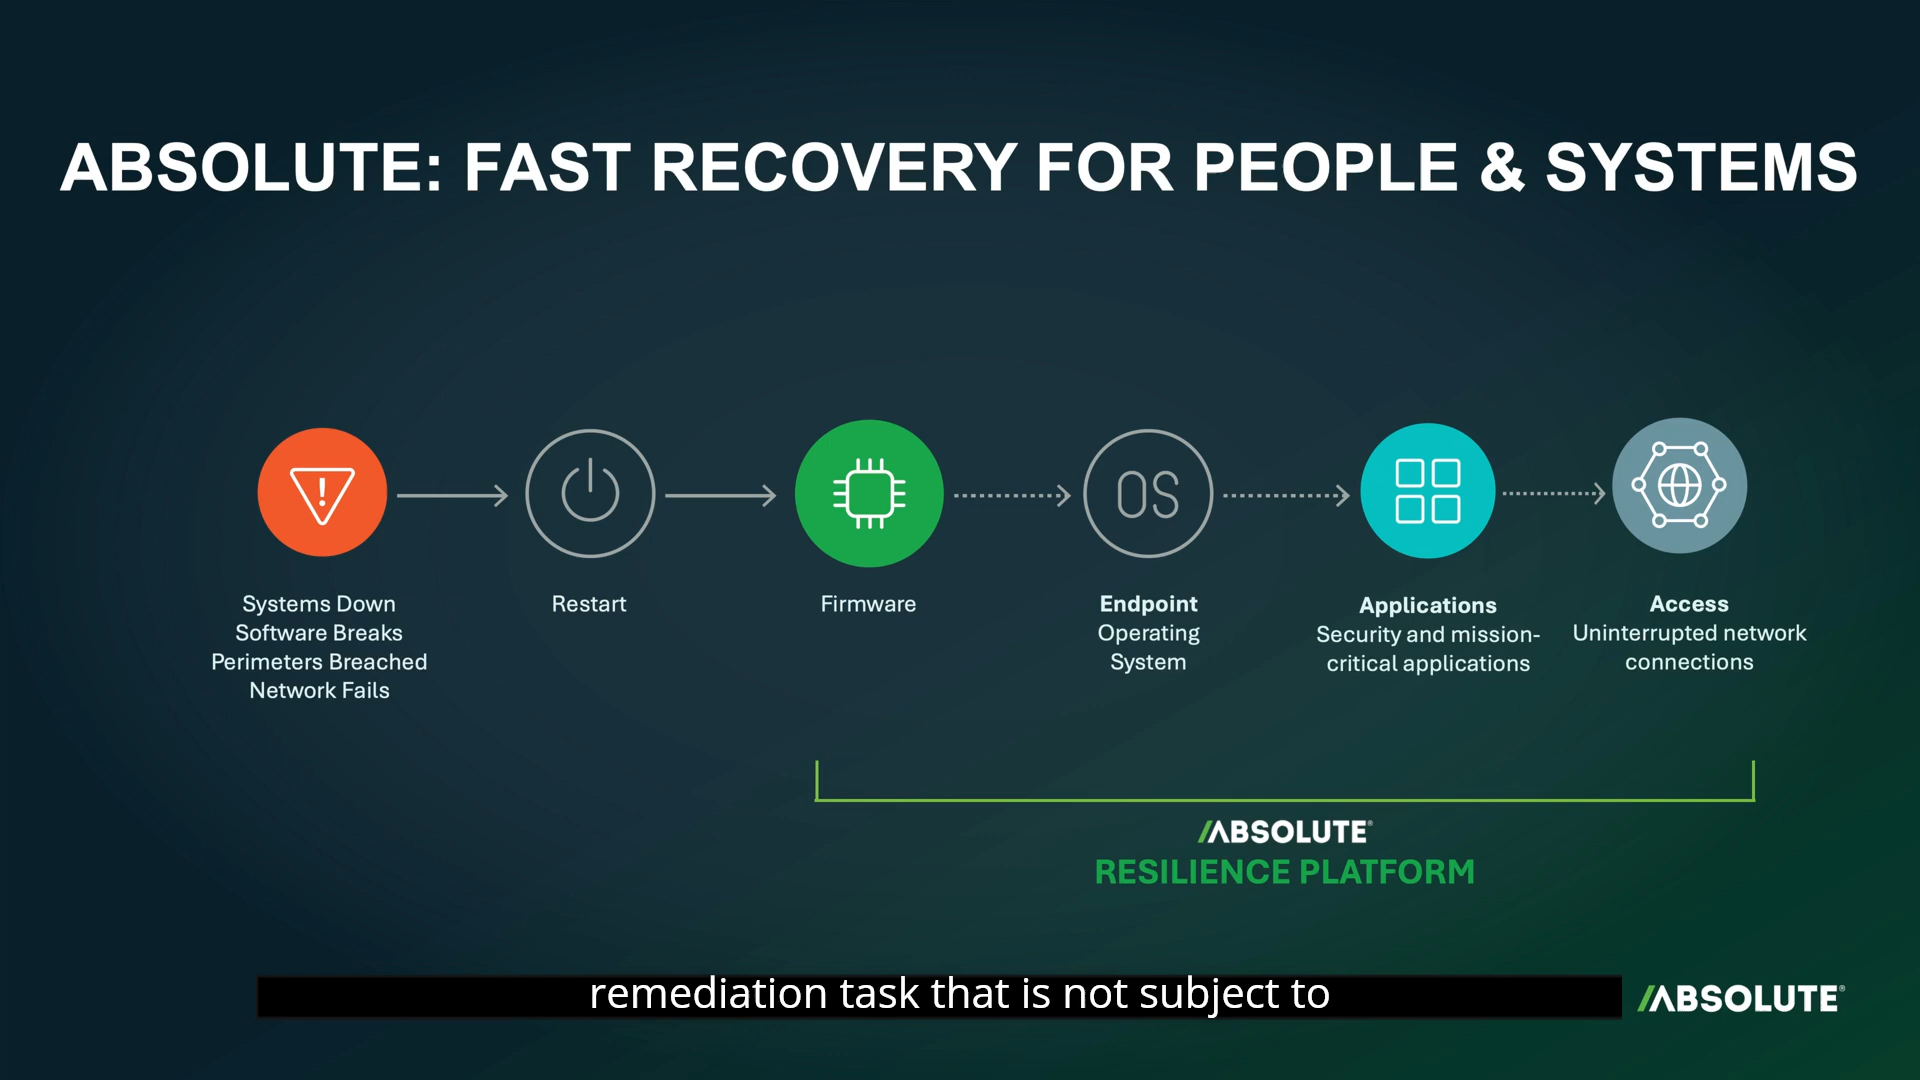 ABSOLUTE: FAST RECOVERY FOR PEOPLE & SYSTEMS
OS
Systems Down
Software Breaks
Perimeters Breached
Network Fails
Restart
Firmware
Endpoint
Operating
System
Applications
Security and mission-
critical applications
Access
Uninterrupted network
connections
ABSOLUTE®
RESILIENCE PLATFORM
remediation task that is not subject to
ABSOLUTE®